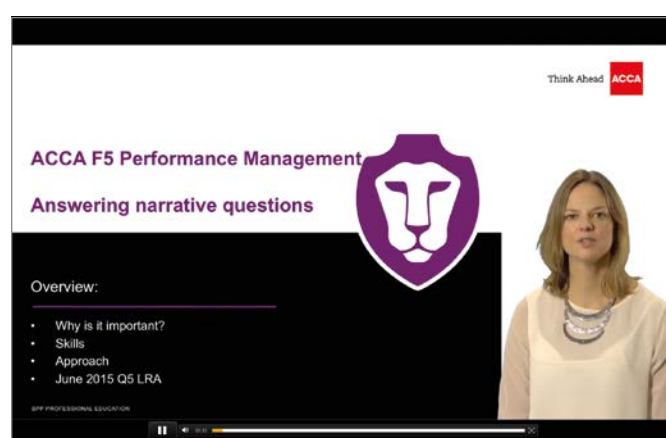 Think Ahead ACCA
ACCA F5 Performance Management
Answering narrative questions
Overview:
• Why is it important?
• Skills
• Approach
• June 2015 Q5 LRA
BPP PROFESSIONAL EDUCATION